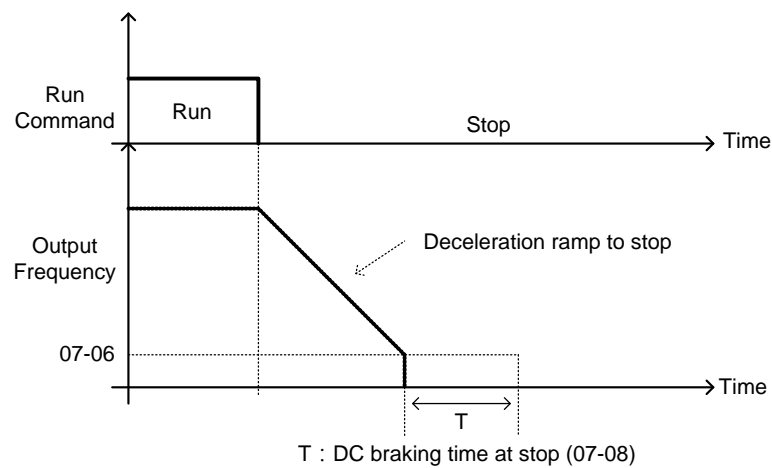 Run
Command
Run
Stop
Time
Output
Frequency
Deceleration ramp to stop
07-06
Time
T
T : DC braking time at stop (07-08)